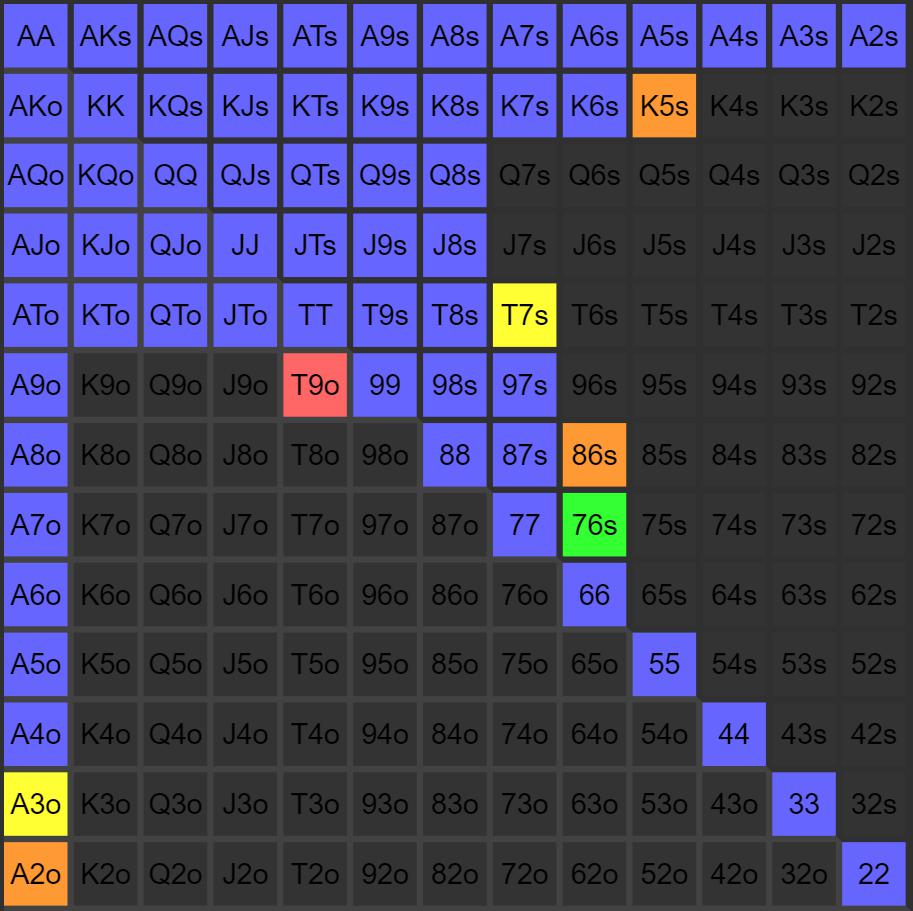 AA AKs AQs AJs ATs A9s A8s A7s A6s A5s A4s A3s A2s
AKo KK KQs KJs KTs K9s K8s K7s K6s K5s K4s K3s K2s
AQo KQo QQ QJs QTs Q9s Q8s Q7s Q6s Q5s Q4s Q3s Q2s
AJo KJo QJo JJ JTs J9s J8s J7s J6s J5s J4s J3s J2s
ATo KTo QTo JTo TT T9s T8s T7s T6s T5s T4s T3s T2s
A9o K9o Q9o J9o T9o 99 98s 97s 96s 95s 94s 93s 92s
A8o K8o Q8o J8o T8o 98o 88 87s 86s 85s 84s 83s 82s
A7o K7o Q7o J7o T7o 97o 87o 77 76s 75s 74s 73s 72s
A6o K6o Q6o J6o T6o 96o 86o 76o 66 65s 64s 63s 62s
A5o K5o Q5o J5o T5o 95o 85o 75o 65o 55 54s 53s 52s
A4o K4o Q4o J4o T4o 94o 84o 74o 64o 54o 44 43s 42s
A3o K3o Q3o J3o T3o 93o 83o 73o 63o 53o 43o 33 32s
A2o K2o Q2o J2o T2o 92o 82o 72o 62o 52o 42o 32o 22